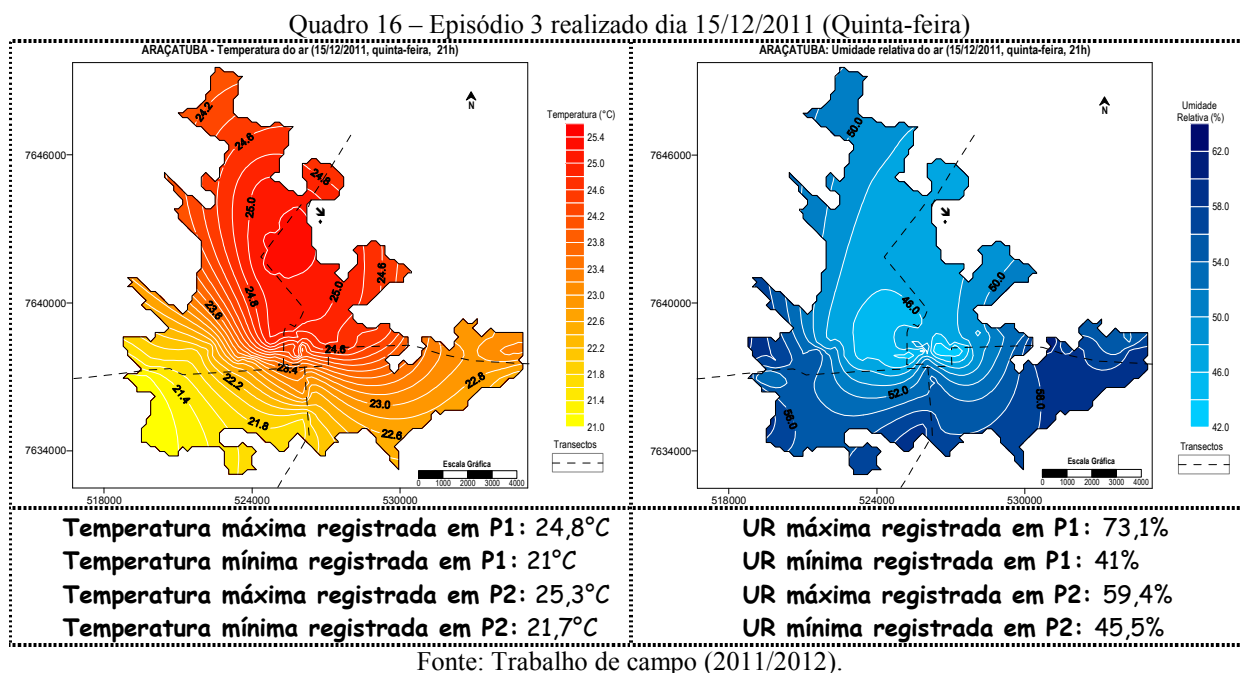 Quadro 16 – Episódio 3 realizado dia 15/12/2011 (Quinta-feira)
ARAÇATUBA - Temperatura do ar (15/12/2011, quinta-feira, 21h)
N
7646000
7640000
7634000
518000
524000
530000
24.2
24.6
24.8
25.0
25.0
24.6
24.8
23.6
24.6
22.2
23.0
22.8
21.4
21.8
22.6
Temperatura (°C)
25.4
25.0
24.6
24.2
23.8
23.4
23.0
22.6
22.2
21.8
21.4
21.0
Transectos
Escala Gráfica
0 1000 2000 3000 4000
ARAÇATUBA: Umidade relativa do ar (15/12/2011, quinta-feira, 21h)
N
7646000
7640000
7634000
518000
524000
530000
50.0
50.0
46.0
52.0
58.0
Umidade
Relativa (%)
62.0
58.0
54.0
50.0
46.0
42.0
Transectos
Escala Gráfica
0 1000 2000 3000 4000
Temperatura máxima registrada em P1: 24,8°C
Temperatura mínima registrada em P1: 21°C
Temperatura máxima registrada em P2: 25,3°C
Temperatura mínima registrada em P2: 21,7°C
UR máxima registrada em P1: 73,1%
UR mínima registrada em P1: 41%
UR máxima registrada em P2: 59,4%
UR mínima registrada em P2: 45,5%
Fonte: Trabalho de campo (2011/2012).